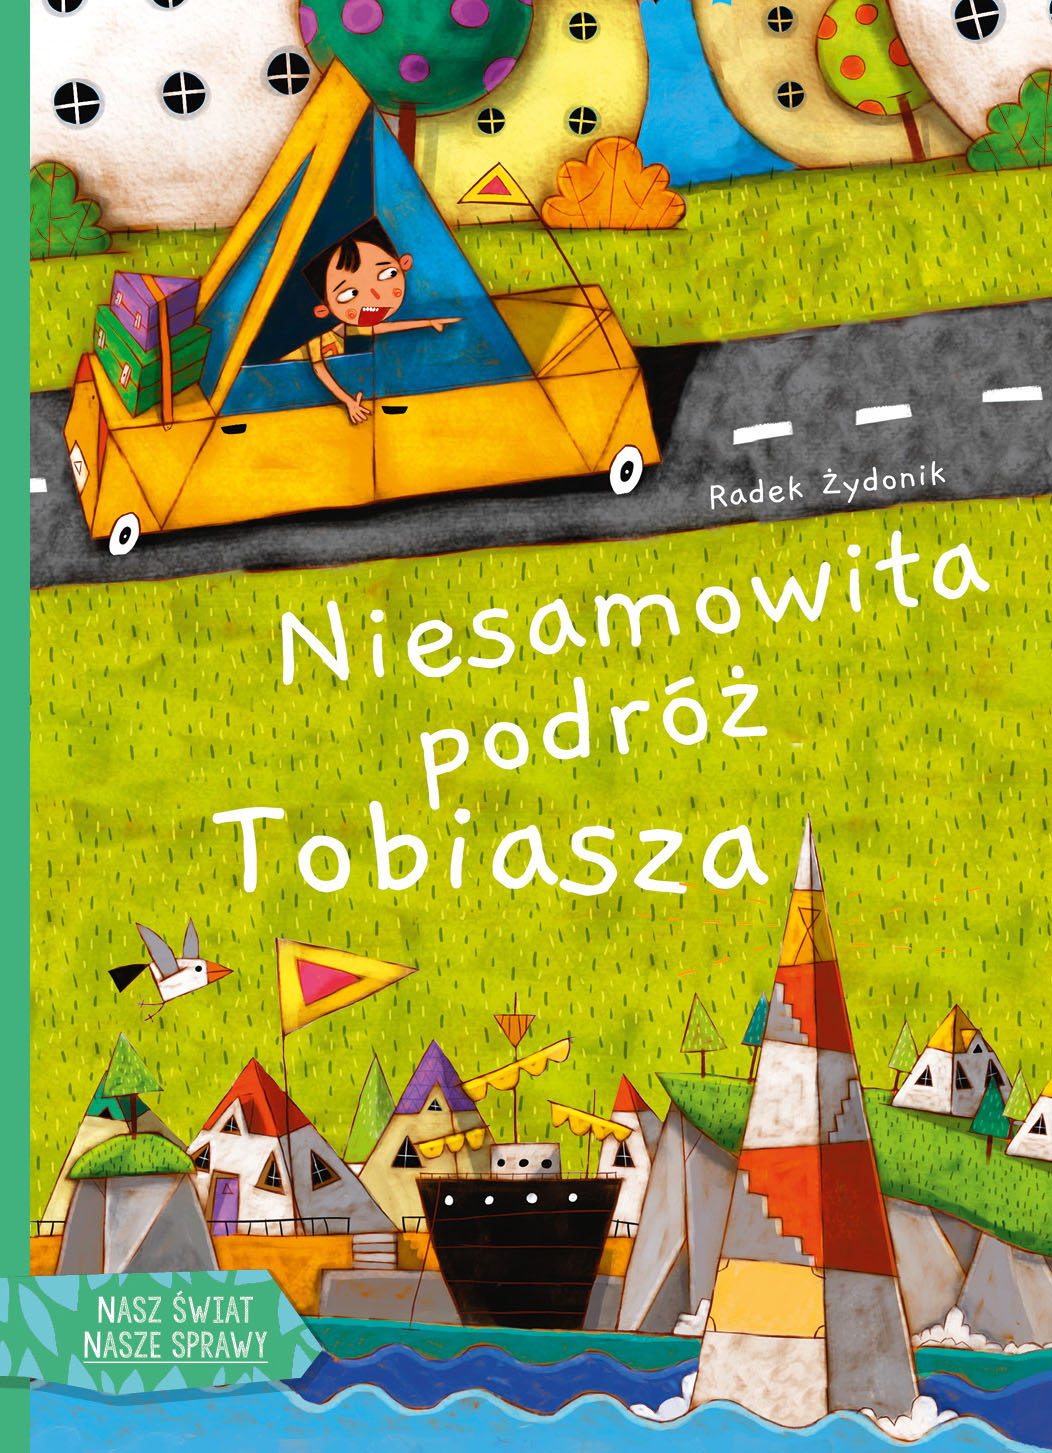 Radek Żydonik
Niesamowita
podróż
Tobiasza
NASZ ŚWIAT
NASZE SPRAWY